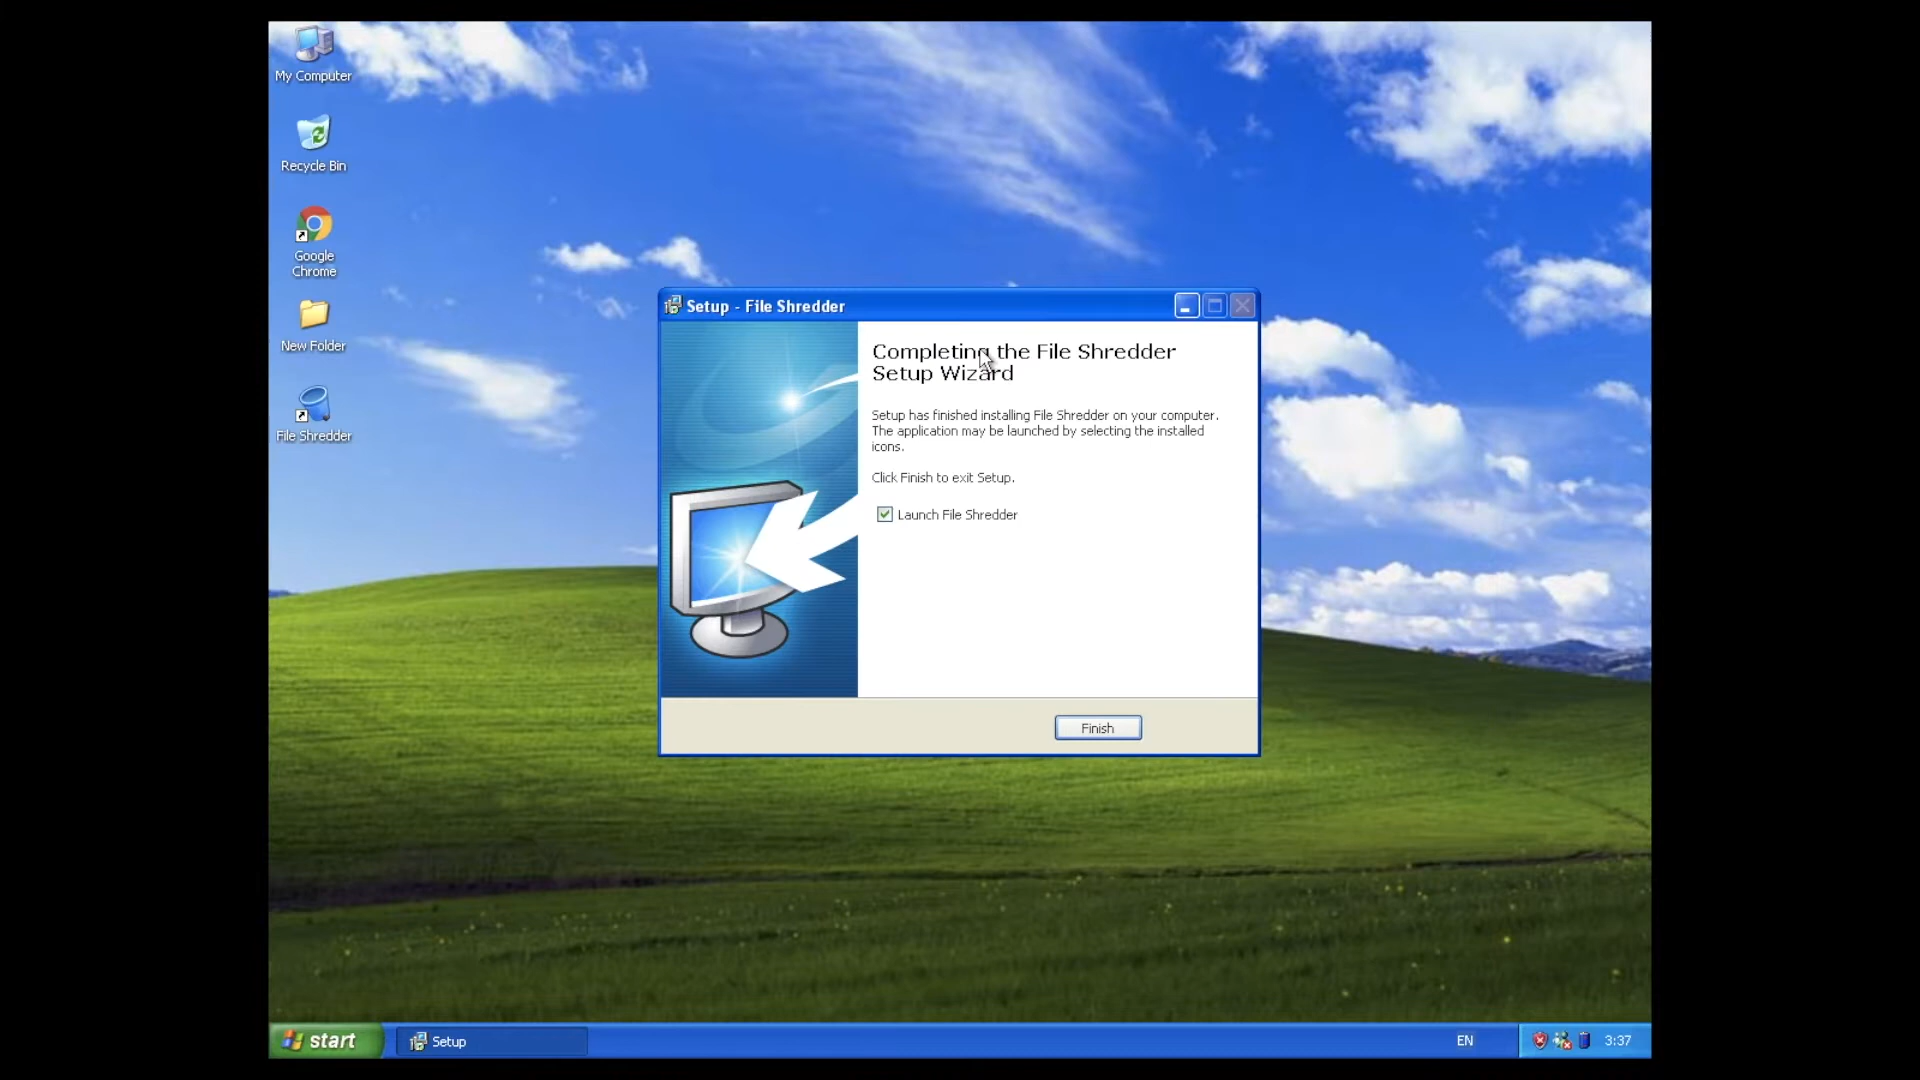 My Computer
Recycle Bin
Google
Chrome
New Folder
File Shredder
Setup - File Shredder
Completing the File Shredder
Setup Wizard
Setup has finished installing File Shredder on your computer.
The application may be launched by selecting the installed
icons.
Click Finish to exit Setup.
Launch File Shredder
Finish
start
Setup
EN
3:37